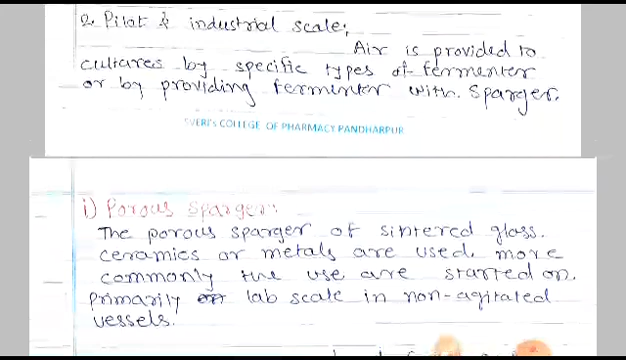 2. Pilot & industrial scale;
Air is provided to
cultures by specific types of fermenter
or by providing fermenter with sparger.
SVERI's COLLEGE OF PHARMACY PANDHARPUR
i) Porous Sparger:
The porous sparger of sintered glass.
ceramics or metals are used. more
commonly the use are started on.
primarily lab scale in non-agitated
vessels.